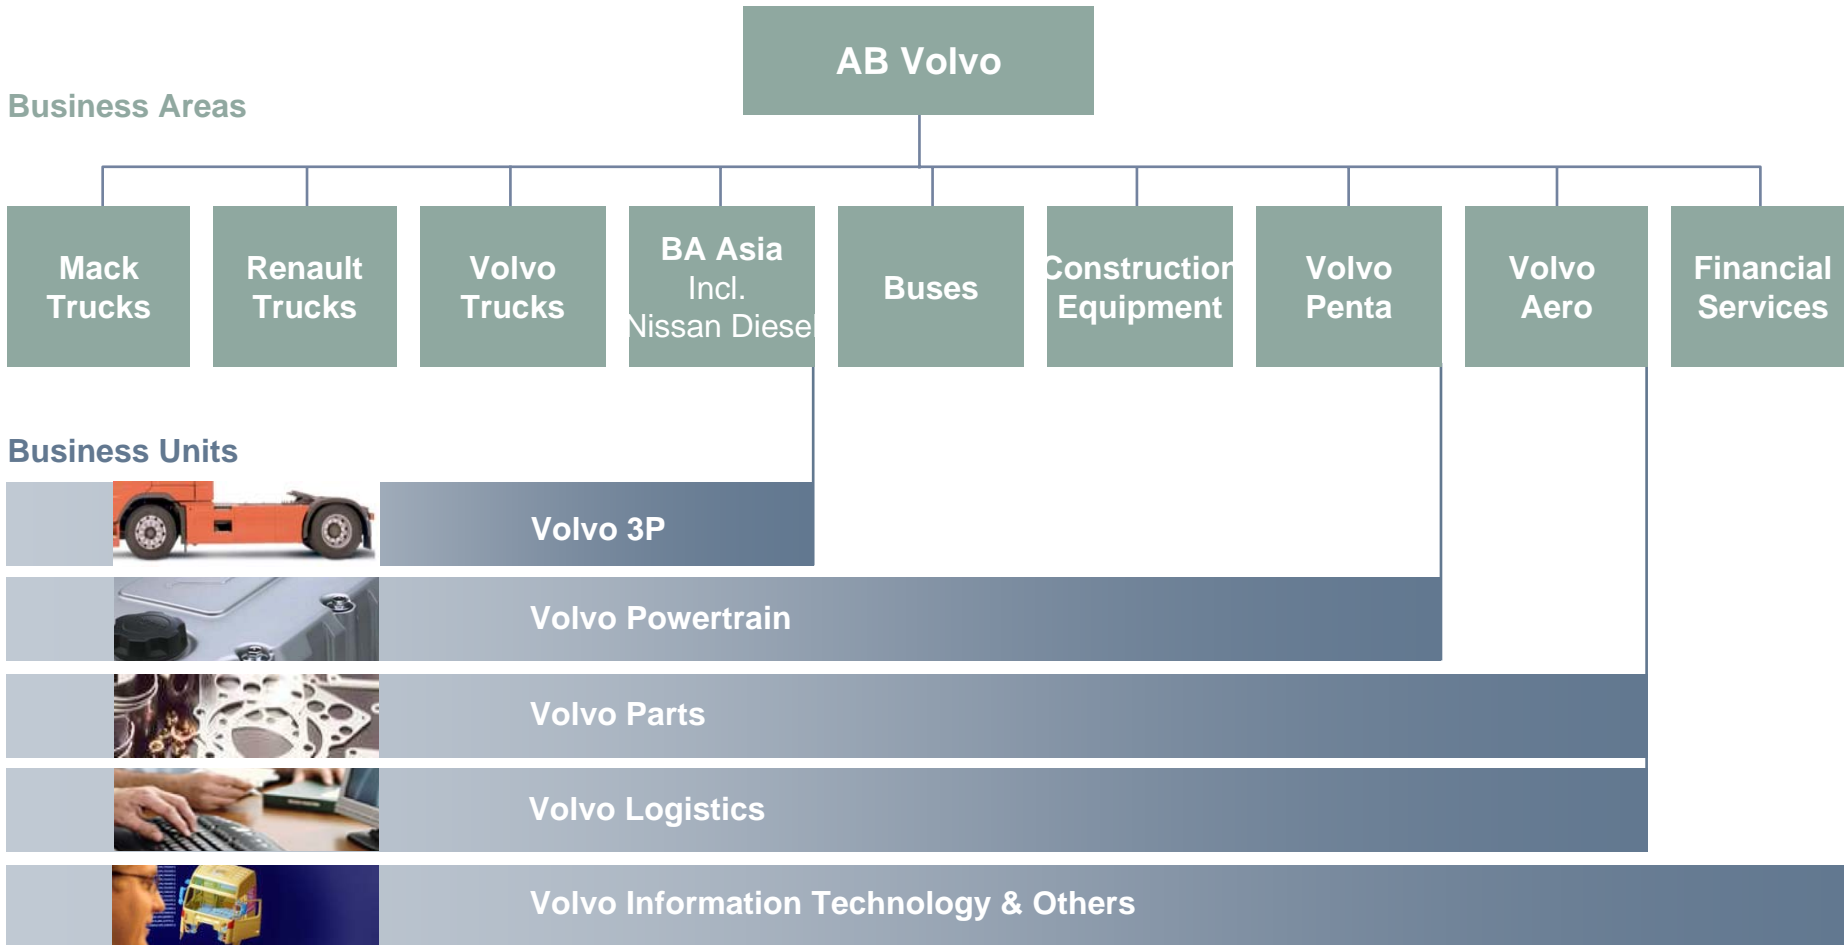 AB Volvo
Business Areas
Mack
Trucks
Renault
Trucks
Volvo
Trucks
BA Asia
Incl.
Nissan Diesel
Buses
Construction
Equipment
Volvo
Penta
Volvo
Aero
Financial
Services
Business Units
Volvo 3P
Volvo Powertrain
Volvo Parts
Volvo Logistics
Volvo Information Technology & Others